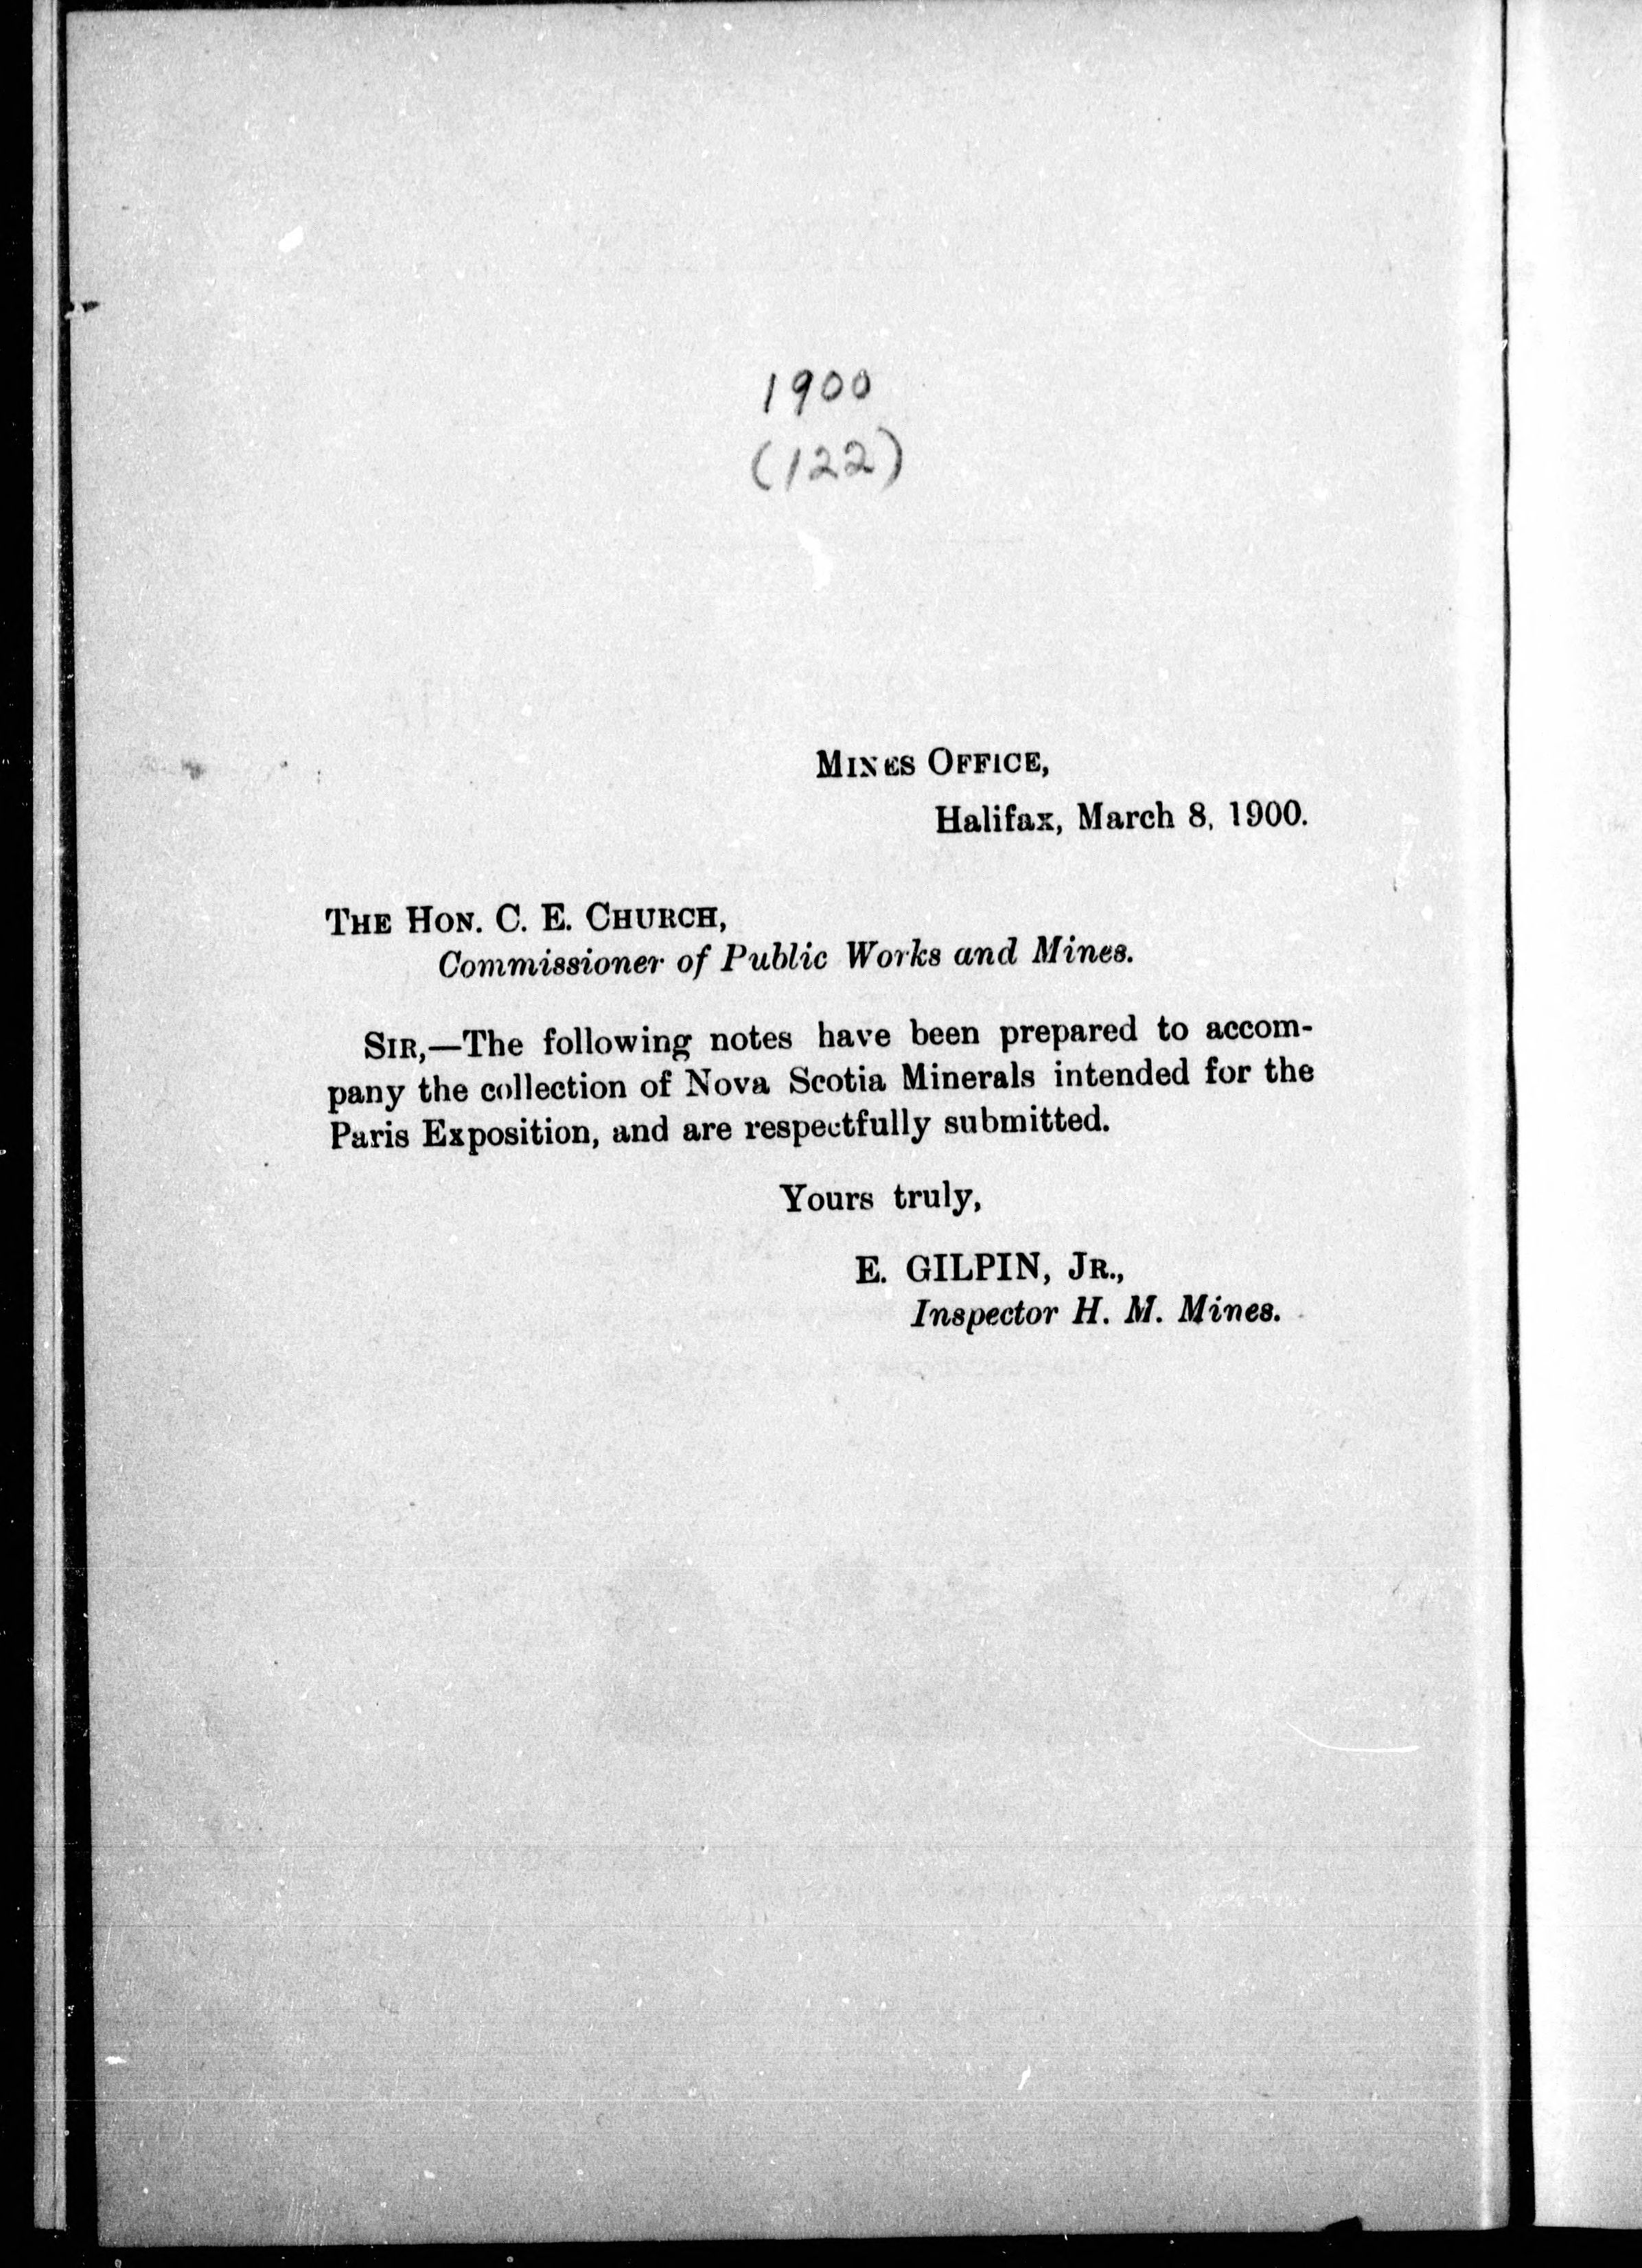 1900
(122)
MINES OFFICE,
Halifax, March 8, 1900.
THE HON. C. E. CHURCH,
Commissioner of Public Works and Mines.
SIR,—The following notes have been prepared to accom-
pany the collection of Nova Scotia Minerals intended for the
Paris Exposition, and are respectfully submitted.
Yours truly,
E. GILPIN, JR.,
Inspector H. M. Mines.